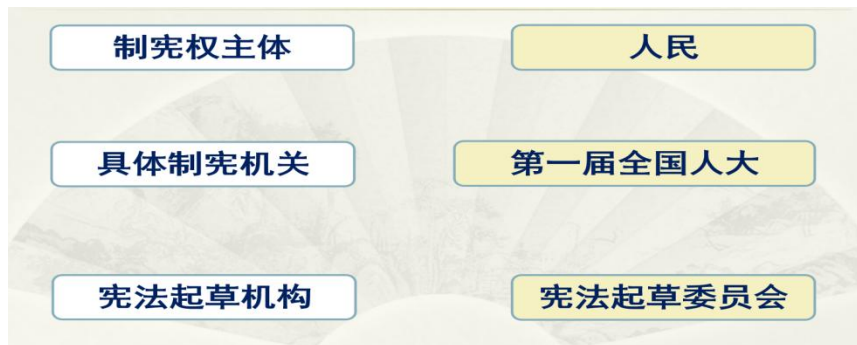 制宪权主体
人民
具体制宪机关
第一届全国人大
宪法起草机构
宪法起草委员会